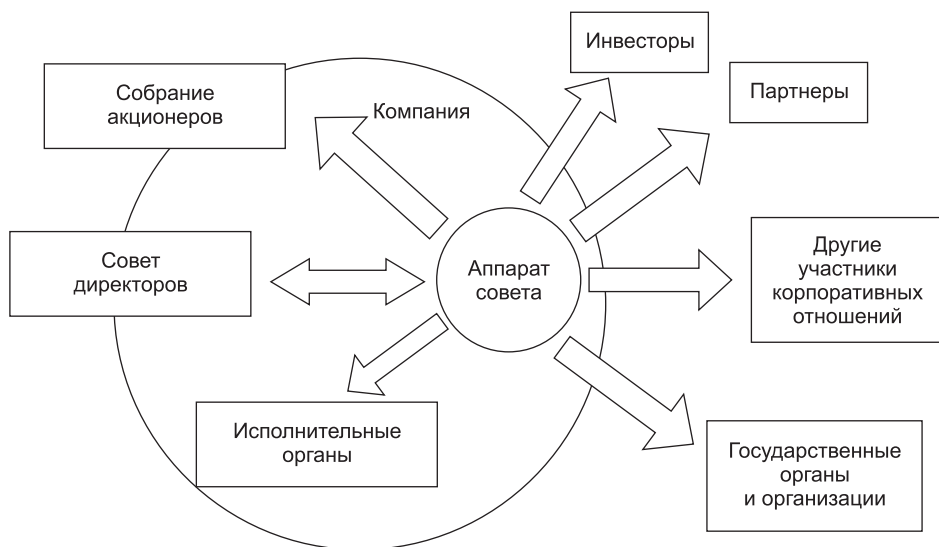 Инвесторы
Партнеры
Собрание
акционеров
Компания
Совет
директоров
Аппарат
совета
Другие
участники
корпоративных
отношений
Исполнительные
органы
Государственные
органы
и организации